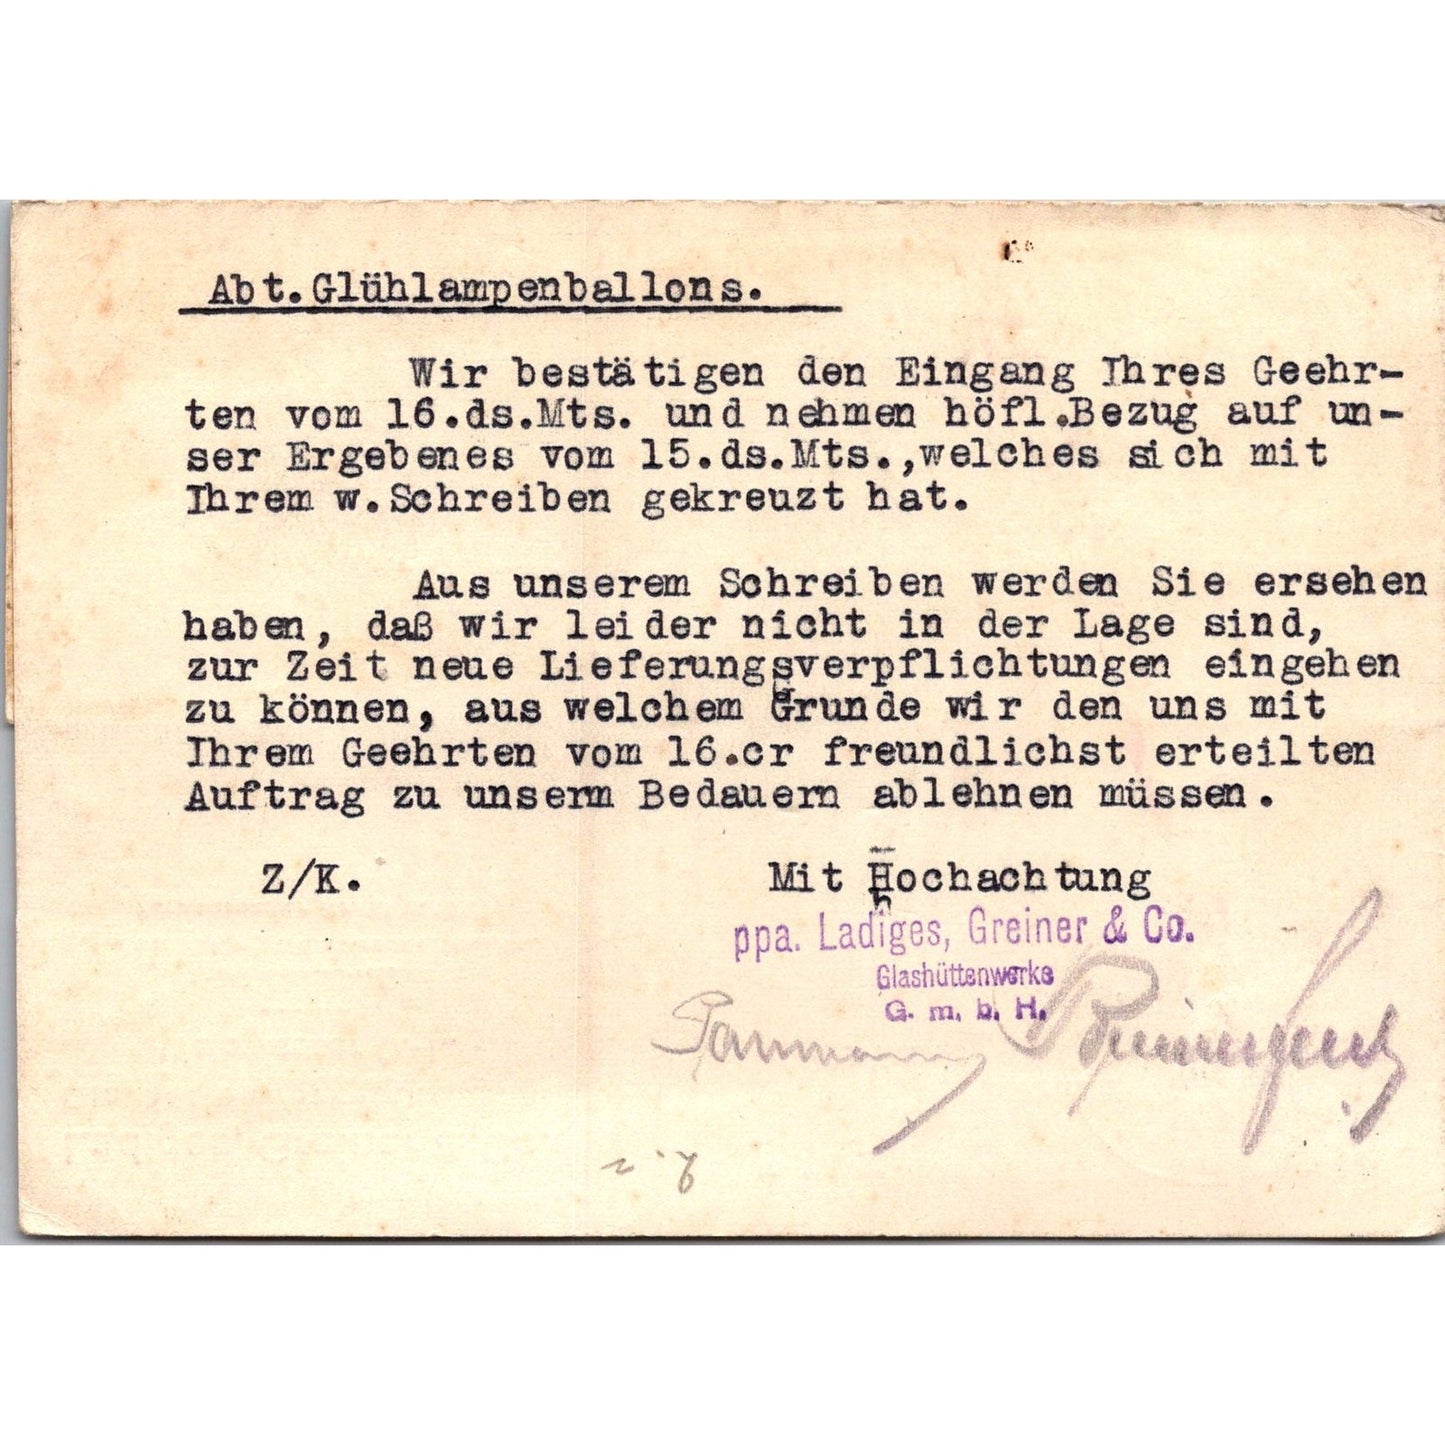 Abt.Glühlampenballons.
Wir bestätigen den Eingang Ihres Geehr-
ten vom 16.ds.Mts. und nehmen höfl.Bezug auf un-
ser Ergebenes vom 15.ds.Mts.,welches sich mit
Ihrem w.Schreiben gekreuzt hat.
Aus unserem Schreiben werden Sie ersehen
haben, daß wir leider nicht in der Lage sind,
zur Zeit neue Lieferungsverpflichtungen eingehen
zu können, aus welchem Grunde wir den uns mit
Ihrem Geehrten vom 16.cr freundlichst erteilten
Auftrag zu unserm Bedauern ablehnen müssen.
Z/K. Mit Hochachtung
ppa. Ladiges, Greiner & Co.
Glashüttenwerke
G. m. b. H.